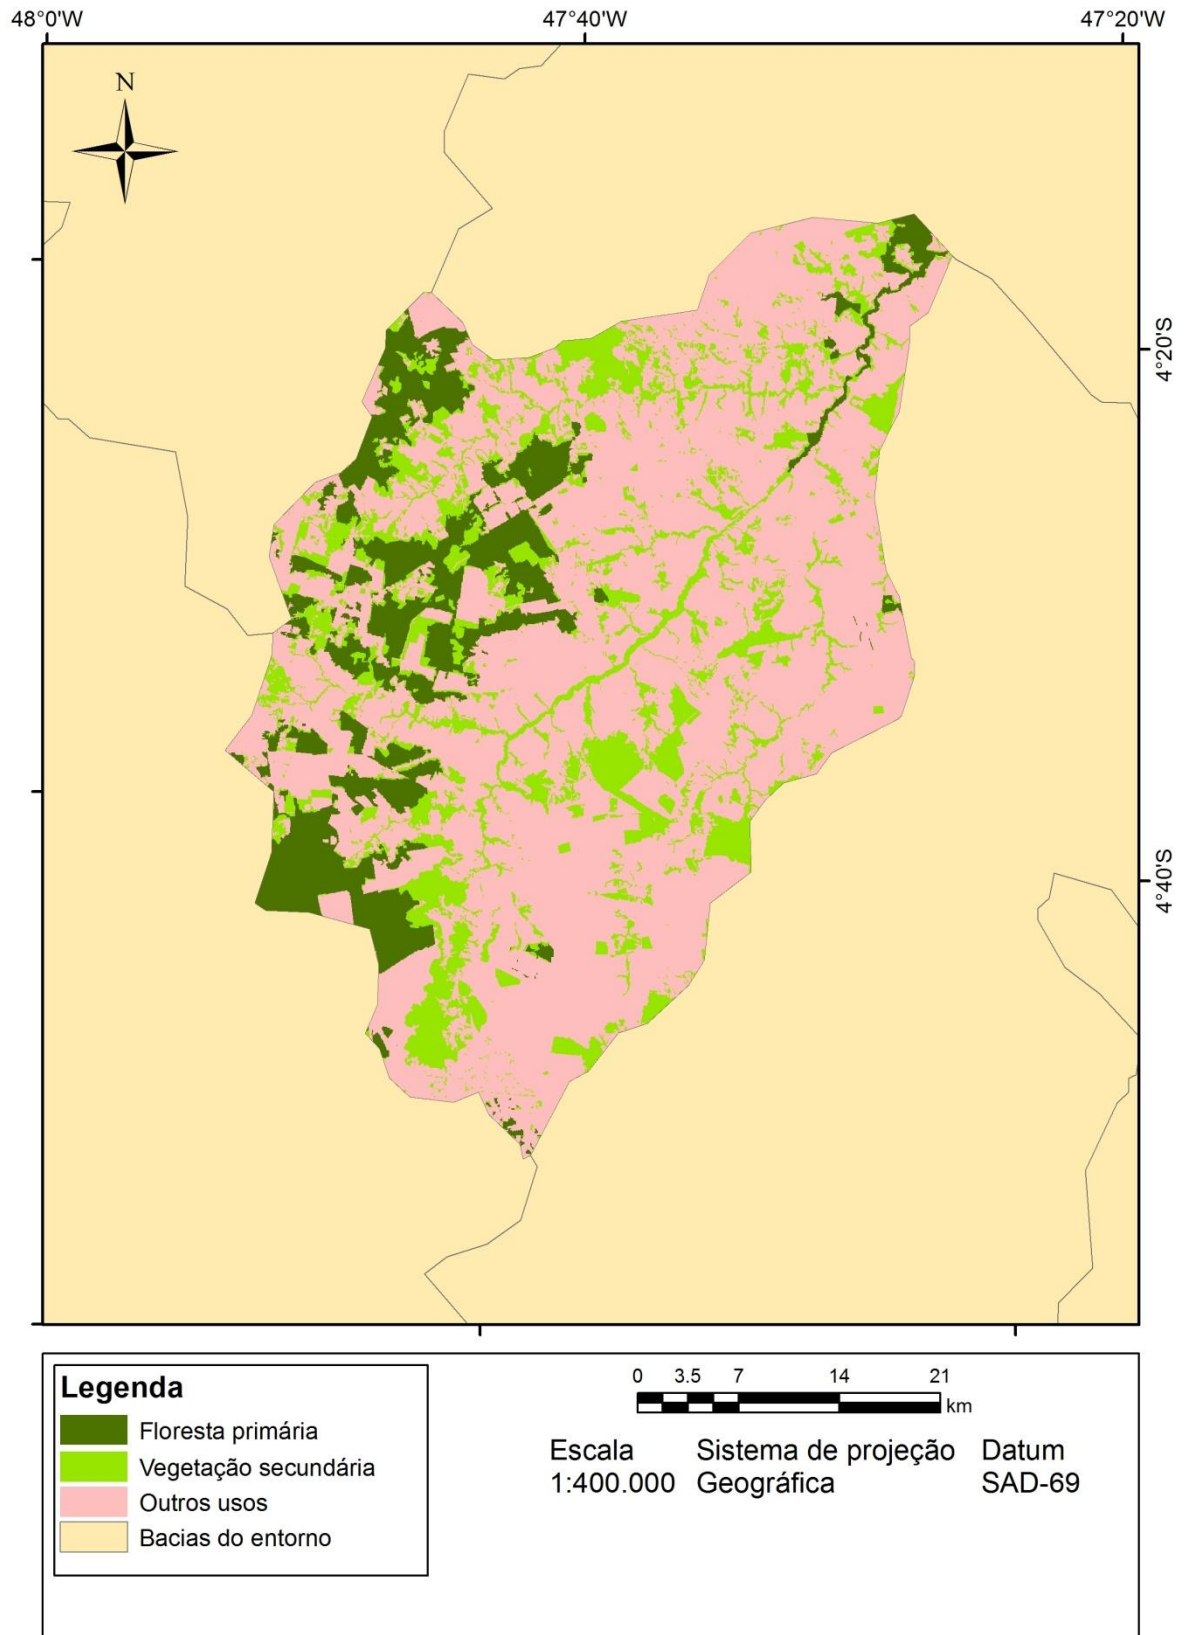 48°0'W 47°40'W 47°20'W
N
4°20'S
4°40'S
Legenda
Floresta primária
Vegetação secundária
Outros usos
Bacias do entorno
0 3.5 7 14 21
km
Escala Sistema de projeção Datum
1:400.000 Geográfica SAD-69